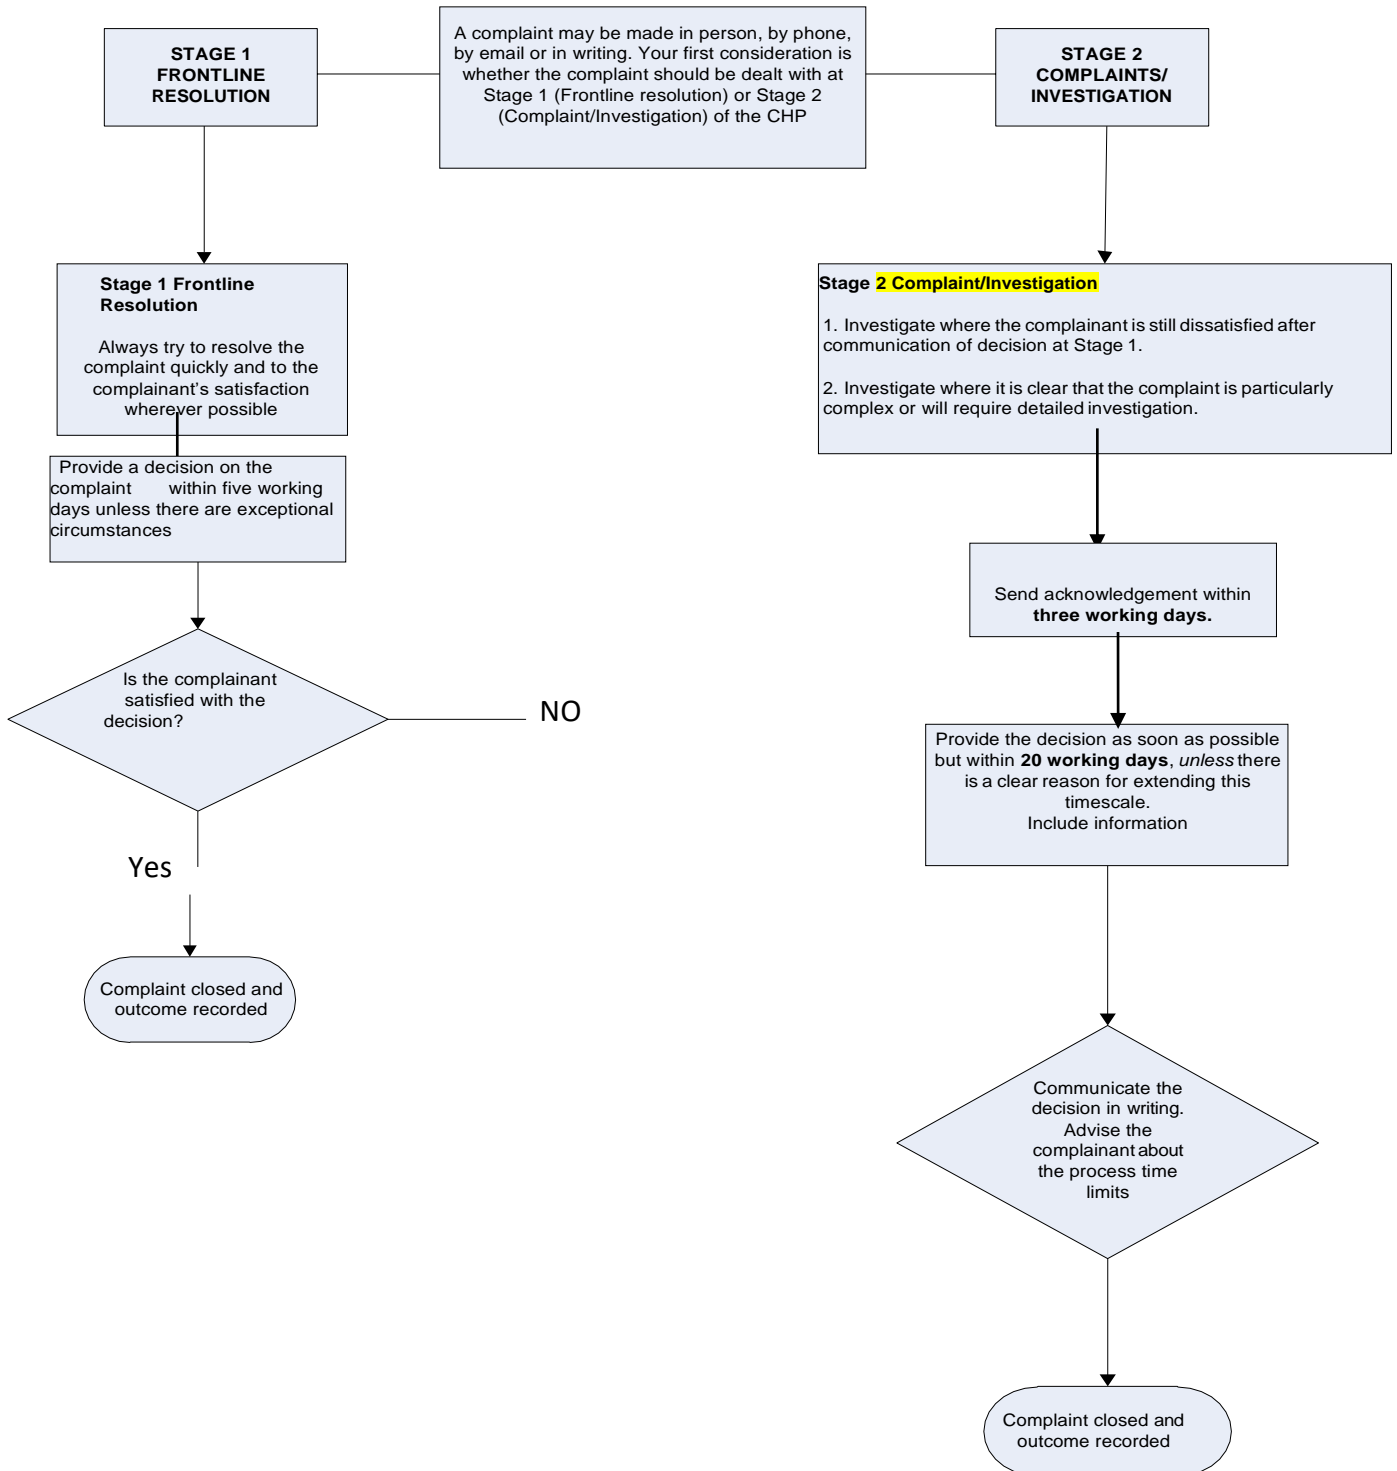 STAGE 1
FRONTLINE
RESOLUTION
A complaint may be made in person, by phone,
by email or in writing. Your first consideration is
whether the complaint should be dealt with at
Stage 1 (Frontline resolution) or Stage 2
(Complaint/Investigation) of the CHP
STAGE 2
COMPLAINTS/
INVESTIGATION
Stage 1 Frontline
Resolution
Always try to resolve the
complaint quickly and to the
complainant’s satisfaction
wherever possible
Provide a decision on the
complaint within five working
days unless there are exceptional
circumstances
Is the complainant
satisfied with the
decision?
NO
Yes
Complaint closed and
outcome recorded
Stage 2 Complaint/Investigation
1. Investigate where the complainant is still dissatisfied after
communication of decision at Stage 1.
2. Investigate where it is clear that the complaint is particularly
complex or will require detailed investigation.
Send acknowledgement within
three working days.
Provide the decision as soon as possible
but within 20 working days, unless there
is a clear reason for extending this
timescale.
Include information
Communicate the
decision in writing.
Advise the
complainant about
the process time
limits
Complaint closed and
outcome recorded